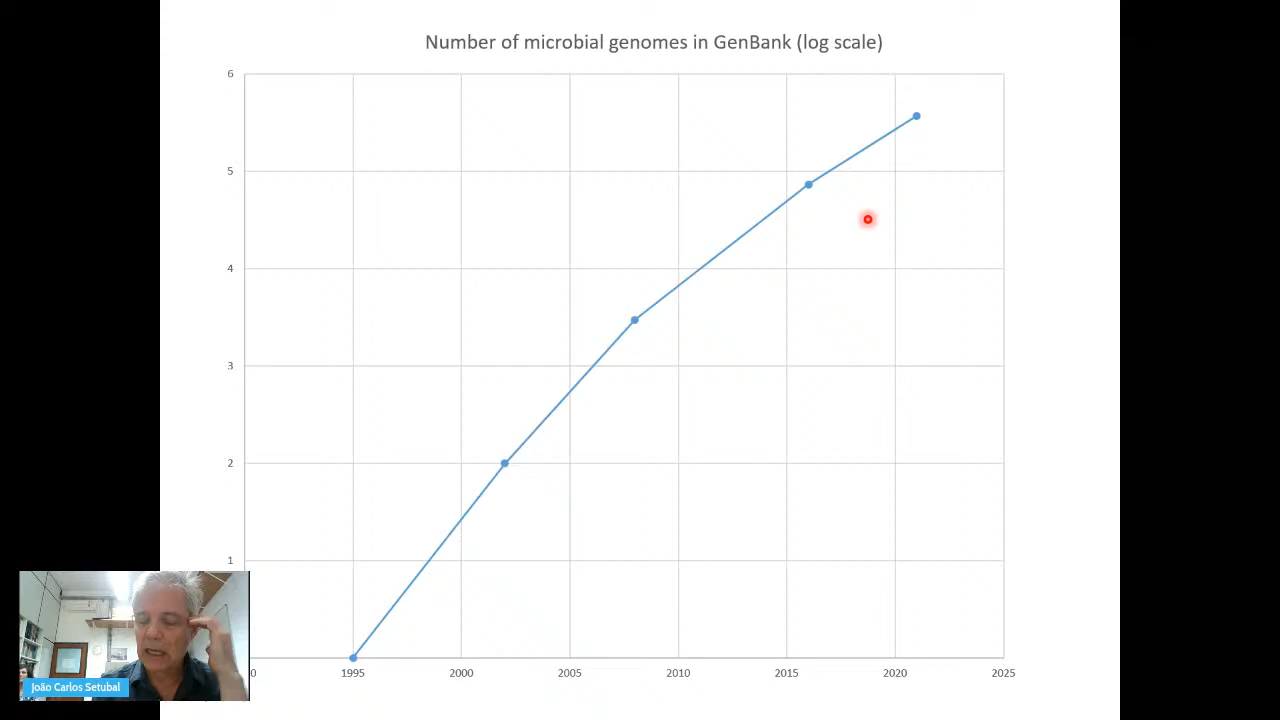 Number of microbial genomes in GenBank (log scale)
6
5
4
3
2
1
0 1995 2000 2005 2010 2015 2020 2025
João Carlos Setubal